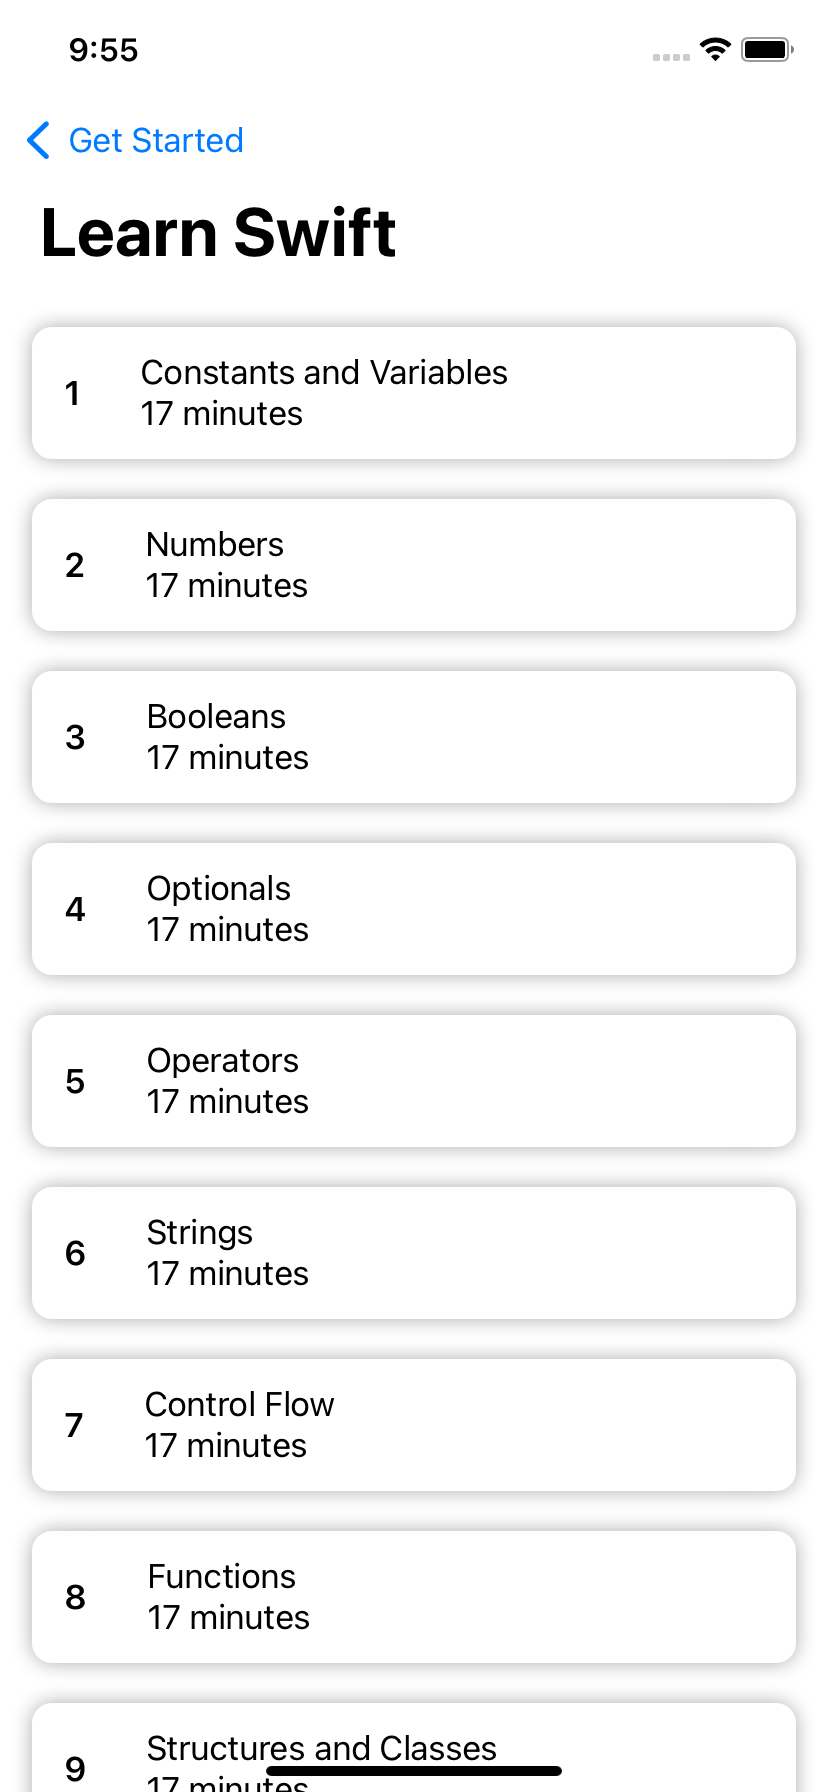 9:55
Get Started
Learn Swift
1
Constants and Variables
17 minutes
2
Numbers
17 minutes
3
Booleans
17 minutes
4
Optionals
17 minutes
5
Operators
17 minutes
6
Strings
17 minutes
7
Control Flow
17 minutes
8
Functions
17 minutes
9
Structures and Classes
17 minutes